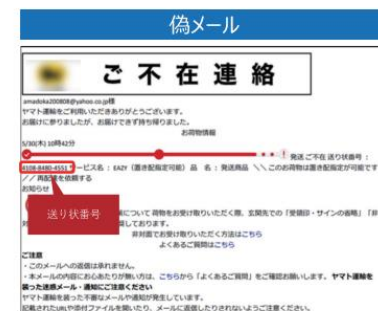 偽メール
ご不在連絡
amadoka200808@yahoo.co.jp様
ヤマト運輸をご利用いただきありがとうございます。
お届けに参りましたが、お届けできず持ち帰りました。
お荷物情報
5/30(木) 10時42分
発送 ご不在 送り状番号：
4108-8480-4551 サービス名：EAZY（置き配指定可能） 品 名：発送商品 ＼＼ このお荷物は置き配指定が可能です
// 再配達を依頼する
お知らせ
送り状番号
について 荷物をお受け取りいただく際、玄関先での「受領印・サインの省略」「非
対
しております。
非対面でお受け取りいただく方法はこちら
よくあるご質問はこちら
ご注意
・このメールへの返信は承れません。
・本メールの内容にお心あたりが無い方は、こちらから「よくあるご質問」をご確認お願いします。ヤマト運輸を
装った迷惑メール・通知にご注意ください
ヤマト運輸を装った不審なメールや通知が発生しています。
記載されたURLや添付ファイルを開いたり、メールに返信したりされないようご注意ください。